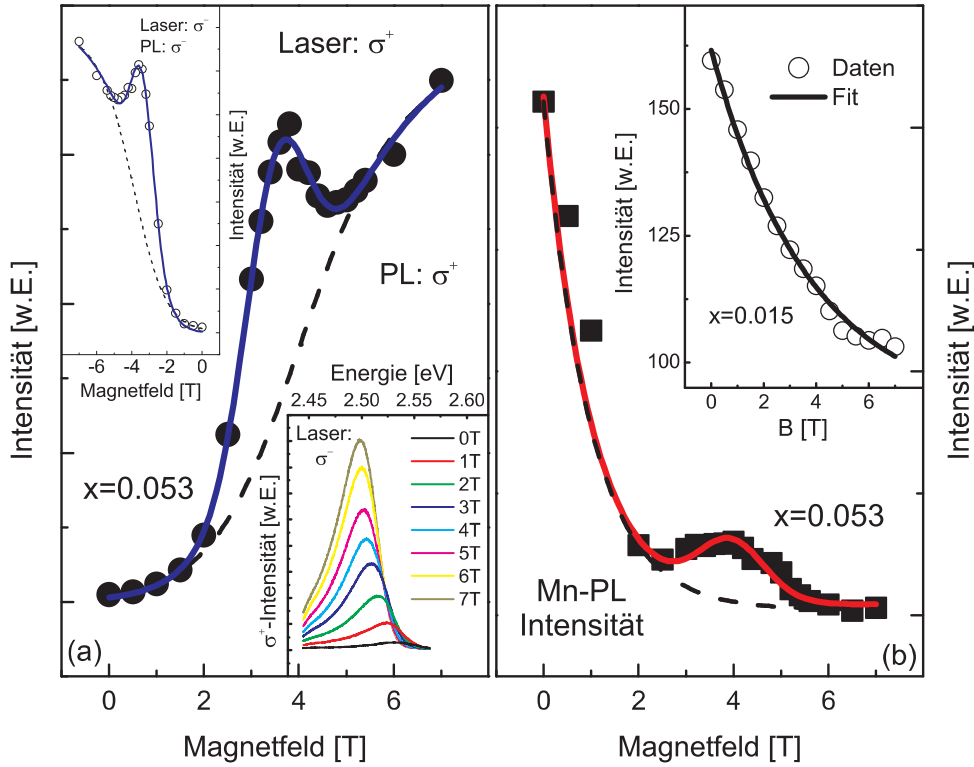 Laser: σ⁻
PL: σ⁻
Intensität [w.E.]
-6 -4 -2 0
Magnetfeld [T]
Laser: σ⁺
PL: σ⁺
x=0.053
Energie [eV]
2.45 2.50 2.55 2.60
Laser:
σ⁻
0T
1T
2T
3T
4T
5T
6T
7T
σ⁺-Intensität [w.E.]
(a)
Intensität [w.E.]
0 2 4 6
Magnetfeld [T]
150
125
100
Intensität [w.E.]
Daten
Fit
x=0.015
0 2 4 6
B [T]
x=0.053
Mn-PL
Intensität
(b)
Intensität [w.E.]
0 2 4 6
Magnetfeld [T]